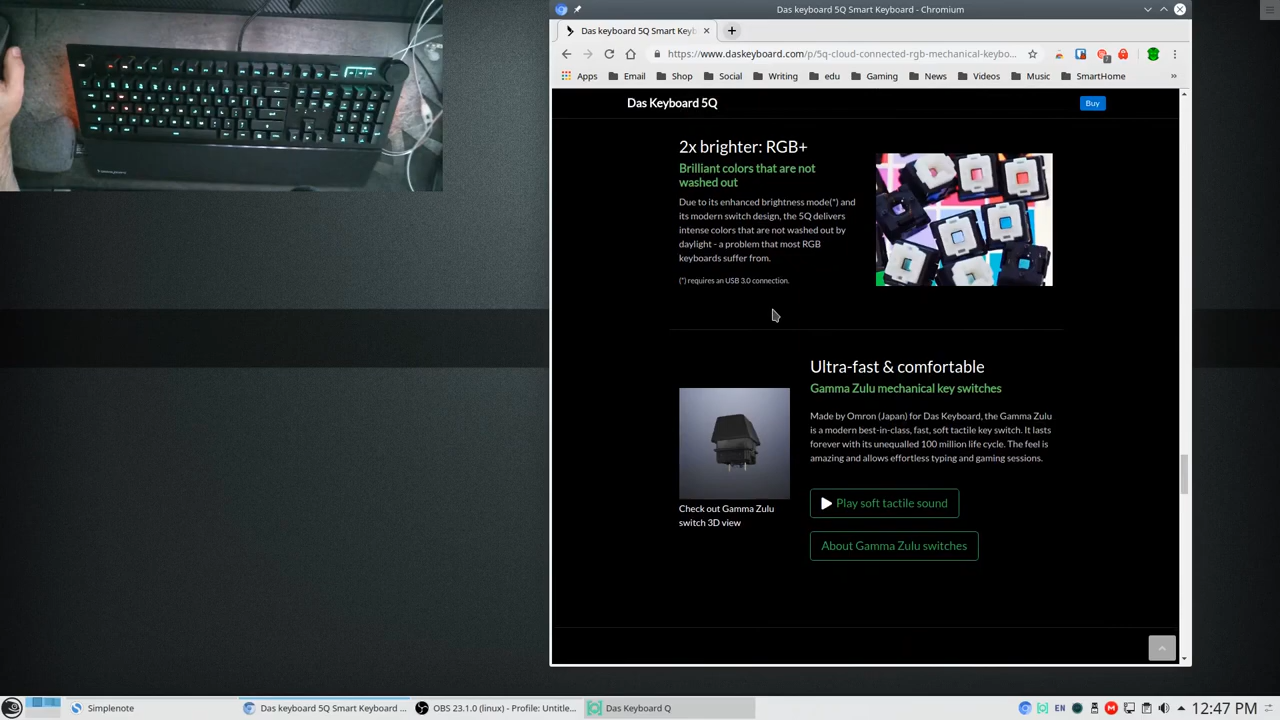 Das keyboard 5Q Smart Keyboard - Chromium
Das keyboard 5Q Smart Keyboard
https://www.daskeyboard.com/p/5q-cloud-connected-rgb-mechanical-keybo...
Apps Email Shop Social Writing edu Gaming News Videos Music SmartHome »
Das Keyboard 5Q
Buy
2x brighter: RGB+
Brilliant colors that are not
washed out
Due to its enhanced brightness mode(*) and
its modern switch design, the 5Q delivers
intense colors that are not washed out by
daylight - a problem that most RGB
keyboards suffer from.
(*) requires an USB 3.0 connection.
Ultra-fast & comfortable
Gamma Zulu mechanical key switches
Made by Omron (Japan) for Das Keyboard, the Gamma Zulu
is a modern best-in-class, fast, soft tactile key switch. It lasts
forever with its unequalled 100 million life cycle. The feel is
amazing and allows effortless typing and gaming sessions.
Check out Gamma Zulu
switch 3D view
Play soft tactile sound
About Gamma Zulu switches
Simplenote
Das keyboard 5Q Smart Keyboard ...
OBS 23.1.0 (linux) - Profile: Untitle...
Das Keyboard Q
EN
12:47 PM